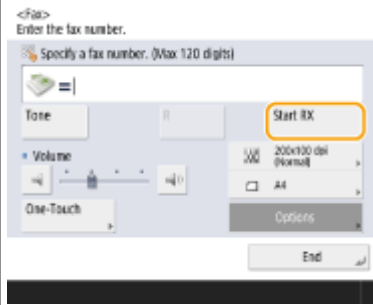 <Fax>
Enter the fax number.
Specify a fax number. (Max 120 digits)
=
Tone
R
Start RX
Volume
200x100 dpi
(Normal)
A4
One-Touch
Options
End